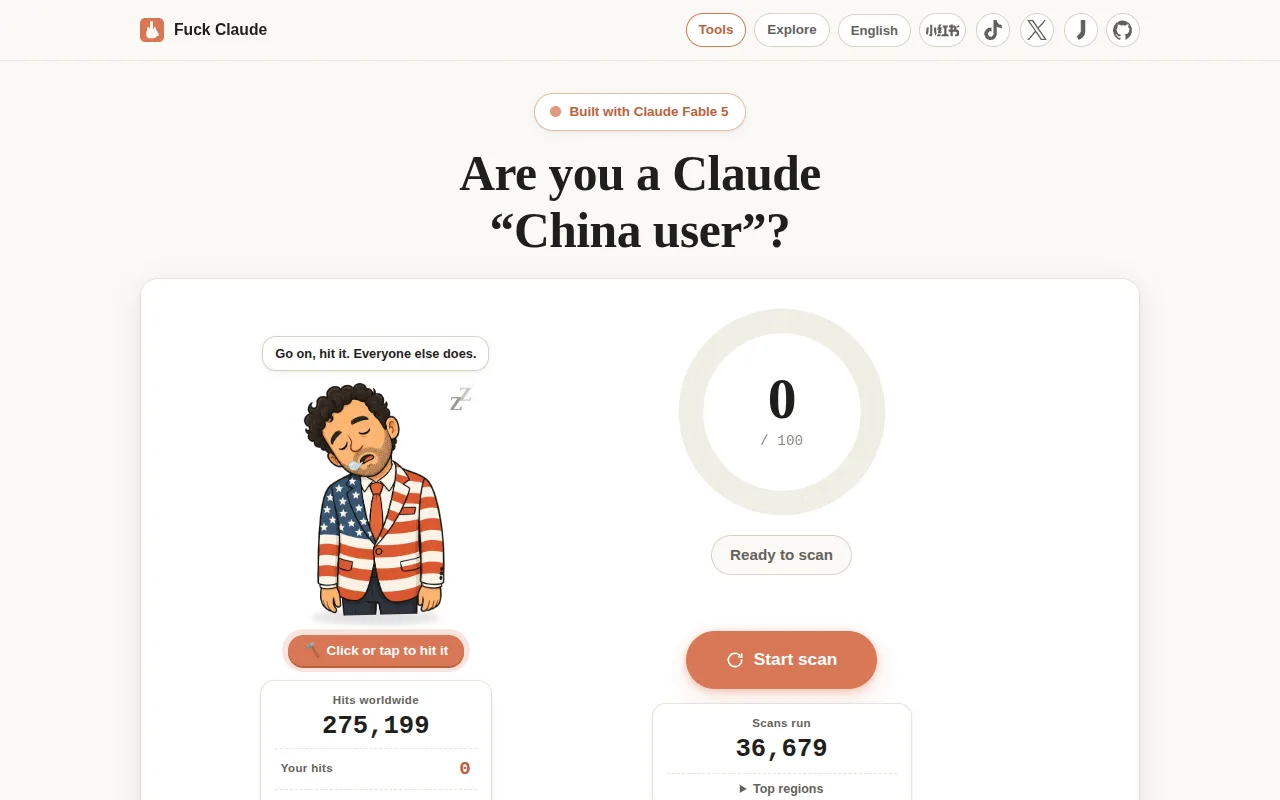 Fuck Claude
Tools
Explore
English
小红书
Built with Claude Fable 5
Are you a Claude
“China user”?
Go on, hit it. Everyone else does.
z
Z
0
/ 100
Ready to scan
Click or tap to hit it
Start scan
Hits worldwide
275,199
Your hits
0
Scans run
36,679
Top regions